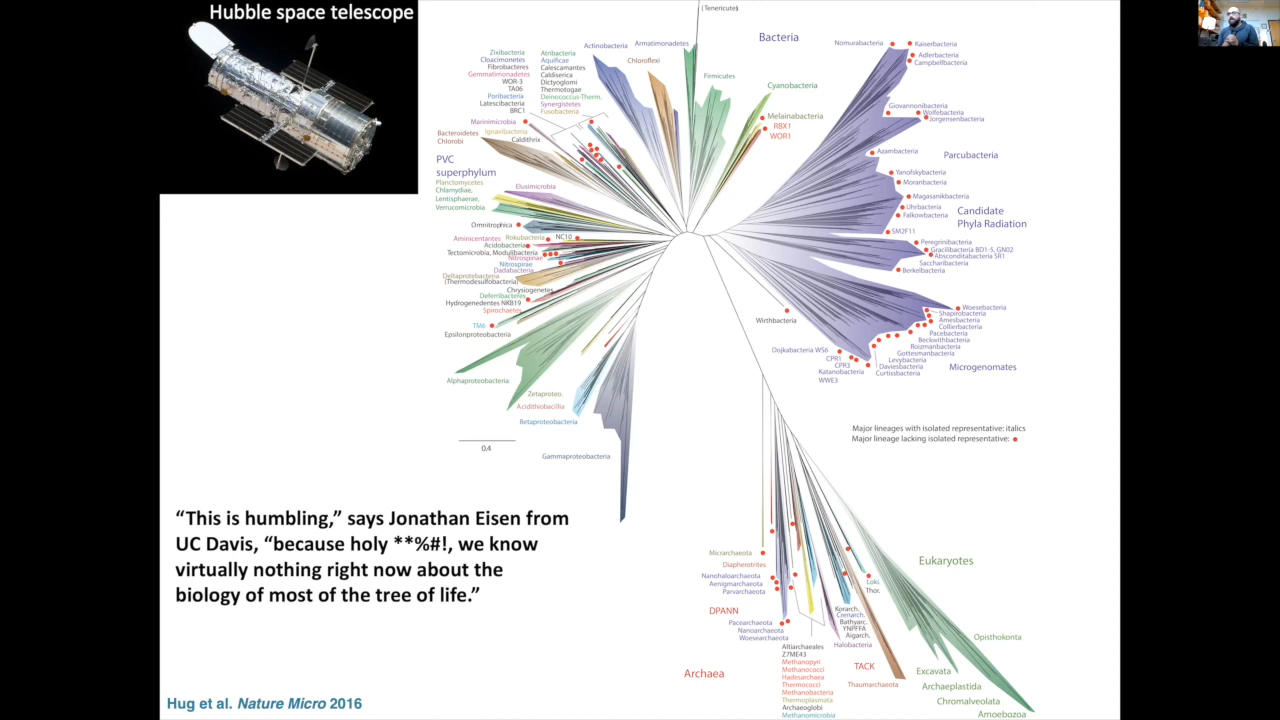 Hubble space telescope
(Tenericutes)
Bacteria
Nomurabacteria
Kaiserbacteria
Adlerbacteria
Campbellbacteria
Actinobacteria
Armatimonadetes
Zixibacteria
Cloacimonetes
Fibrobacteres
Gemmatimonadetes
WOR-3
TA06
Poribacteria
Latescibacteria
BRC1
Atribacteria
Aquificae
Calescamantes
Caldiserica
Dictyoglomi
Thermotogae
Deinococcus-Therm.
Synergistetes
Fusobacteria
Chloroflexi
Firmicutes
Cyanobacteria
Giovannonibacteria
Wolfebacteria
Jorgensenbacteria
Melainabacteria
RBX1
WOR1
Marinimicrobia
Ignavibacteria
Bacteroidetes
Chlorobi
Caldithrix
Azambacteria
Parcubacteria
PVC
superphylum
Planctomycetes
Chlamydiae,
Lentisphaerae,
Verrucomicrobia
Elusimicrobia
Yanofskybacteria
Moranbacteria
Magasanikbacteria
Uhrbacteria
Falkowbacteria
Candidate
Phyla Radiation
SM2F11
Omnitrophica
Aminicentantes
Rokubacteria
NC10
Acidobacteria
Tectomicrobia, Modulibacteria
Nitrospinae
Nitrospirae
Dadabacteria
Deltaprotebacteria
(Thermodesulfobacteria)
Chrysiogenetes
Deferribacteres
Hydrogenedentes NKB19
Spirochaetes
TM6
Epsilonproteobacteria
Peregrinibacteria
Gracilibacteria BD1-5, GN02
Absconditabacteria SR1
Saccharibacteria
Berkelbacteria
Woesebacteria
Shapirobacteria
Amesbacteria
Collierbacteria
Pacebacteria
Beckwithbacteria
Roizmanbacteria
Gottesmanbacteria
Levybacteria
Daviesbacteria
Curtissbacteria
Microgenomates
Wirthbacteria
Dojkabacteria WS6
CPR1
CPR3
Katanobacteria
WWE3
Alphaproteobacteria
Zetaproteo.
Acidithiobacillia
Betaproteobacteria
Gammaproteobacteria
0.4
Major lineages with isolated representative: italics
Major lineage lacking isolated representative:
“This is humbling,” says Jonathan Eisen from
UC Davis, “because holy **%#!, we know
virtually nothing right now about the
biology of most of the tree of life.”
Micrarchaeota
Diapherotrites
Nanohaloarchaeota
Aenigmarchaeota
Parvarchaeota
DPANN
Pacearchaeota
Nanoarchaeota
Woesearchaeota
Altiarchaeales
Z7ME43
Methanopyri
Methanococci
Hadesarchaea
Thermococci
Methanobacteria
Thermoplasmata
Archaeoglobi
Methanomicrobia
Archaea
Loki.
Thor.
Korarch.
Crenarch.
Bathyarc.
YNPFFA
Aigarch.
Halobacteria
TACK
Thaumarchaeota
Eukaryotes
Opisthokonta
Excavata
Archaeplastida
Chromalveolata
Amoebozoa
Hug et al. Nature Micro 2016